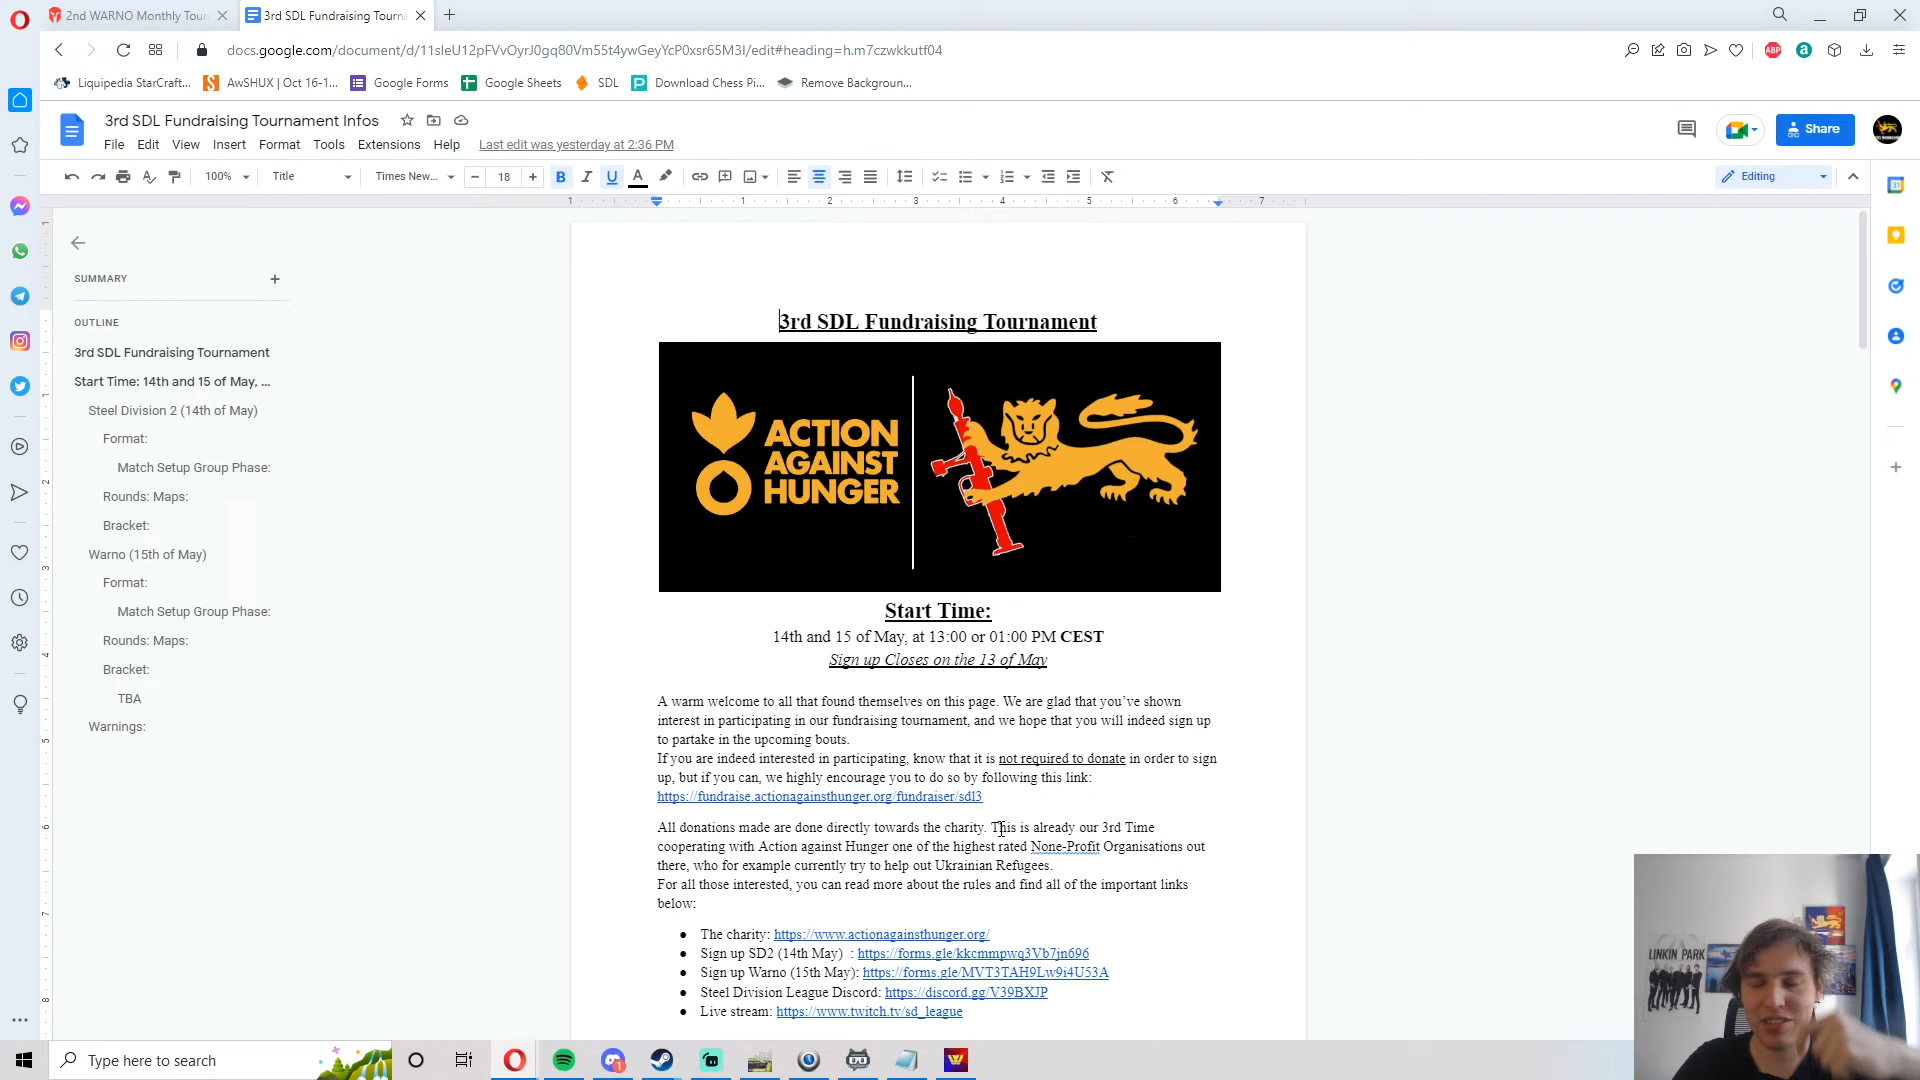 2nd WARNO Monthly Tour
3rd SDL Fundraising Tourna
docs.google.com/document/d/11sleU12pFVvOyrJ0gq80Vm55t4ywGeyYcP0xsr65M3I/edit#heading=h.m7czwkkutf04
ABP
a
Liquipedia StarCraft...
AwSHUX | Oct 16-1...
Google Forms
Google Sheets
SDL
Download Chess Pi...
Remove Backgroun...
3rd SDL Fundraising Tournament Infos
Share
File Edit View Insert Format Tools Extensions Help Last edit was yesterday at 2:36 PM
100% Title Times New... 18 B I U A Editing
1 1 2 3 4 5 6 7
SUMMARY
OUTLINE
3rd SDL Fundraising Tournament
Start Time: 14th and 15 of May, ...
Steel Division 2 (14th of May)
Format:
Match Setup Group Phase:
Rounds: Maps:
Bracket:
Warno (15th of May)
Format:
Match Setup Group Phase:
Rounds: Maps:
Bracket:
TBA
Warnings:
3rd SDL Fundraising Tournament
ACTION
AGAINST
HUNGER
Start Time:
14th and 15 of May, at 13:00 or 01:00 PM CEST
Sign up Closes on the 13 of May
A warm welcome to all that found themselves on this page. We are glad that you've shown
interest in participating in our fundraising tournament, and we hope that you will indeed sign up
to partake in the upcoming bouts.
If you are indeed interested in participating, know that it is not required to donate in order to sign
up, but if you can, we highly encourage you to do so by following this link:
https://fundraise.actionagainsthunger.org/fundraiser/sdl3
All donations made are done directly towards the charity. This is already our 3rd Time
cooperating with Action against Hunger one of the highest rated None-Profit Organisations out
there, who for example currently try to help out Ukrainian Refugees.
For all those interested, you can read more about the rules and find all of the important links
below:
● The charity: https://www.actionagainsthunger.org/
● Sign up SD2 (14th May) : https://forms.gle/kkcmmpwq3Vb7jn696
● Sign up Warno (15th May): https://forms.gle/MVT3TAH9Lw9i4U53A
● Steel Division League Discord: https://discord.gg/V39BXJP
● Live stream: https://www.twitch.tv/sd_league
LINKIN PARK
Type here to search